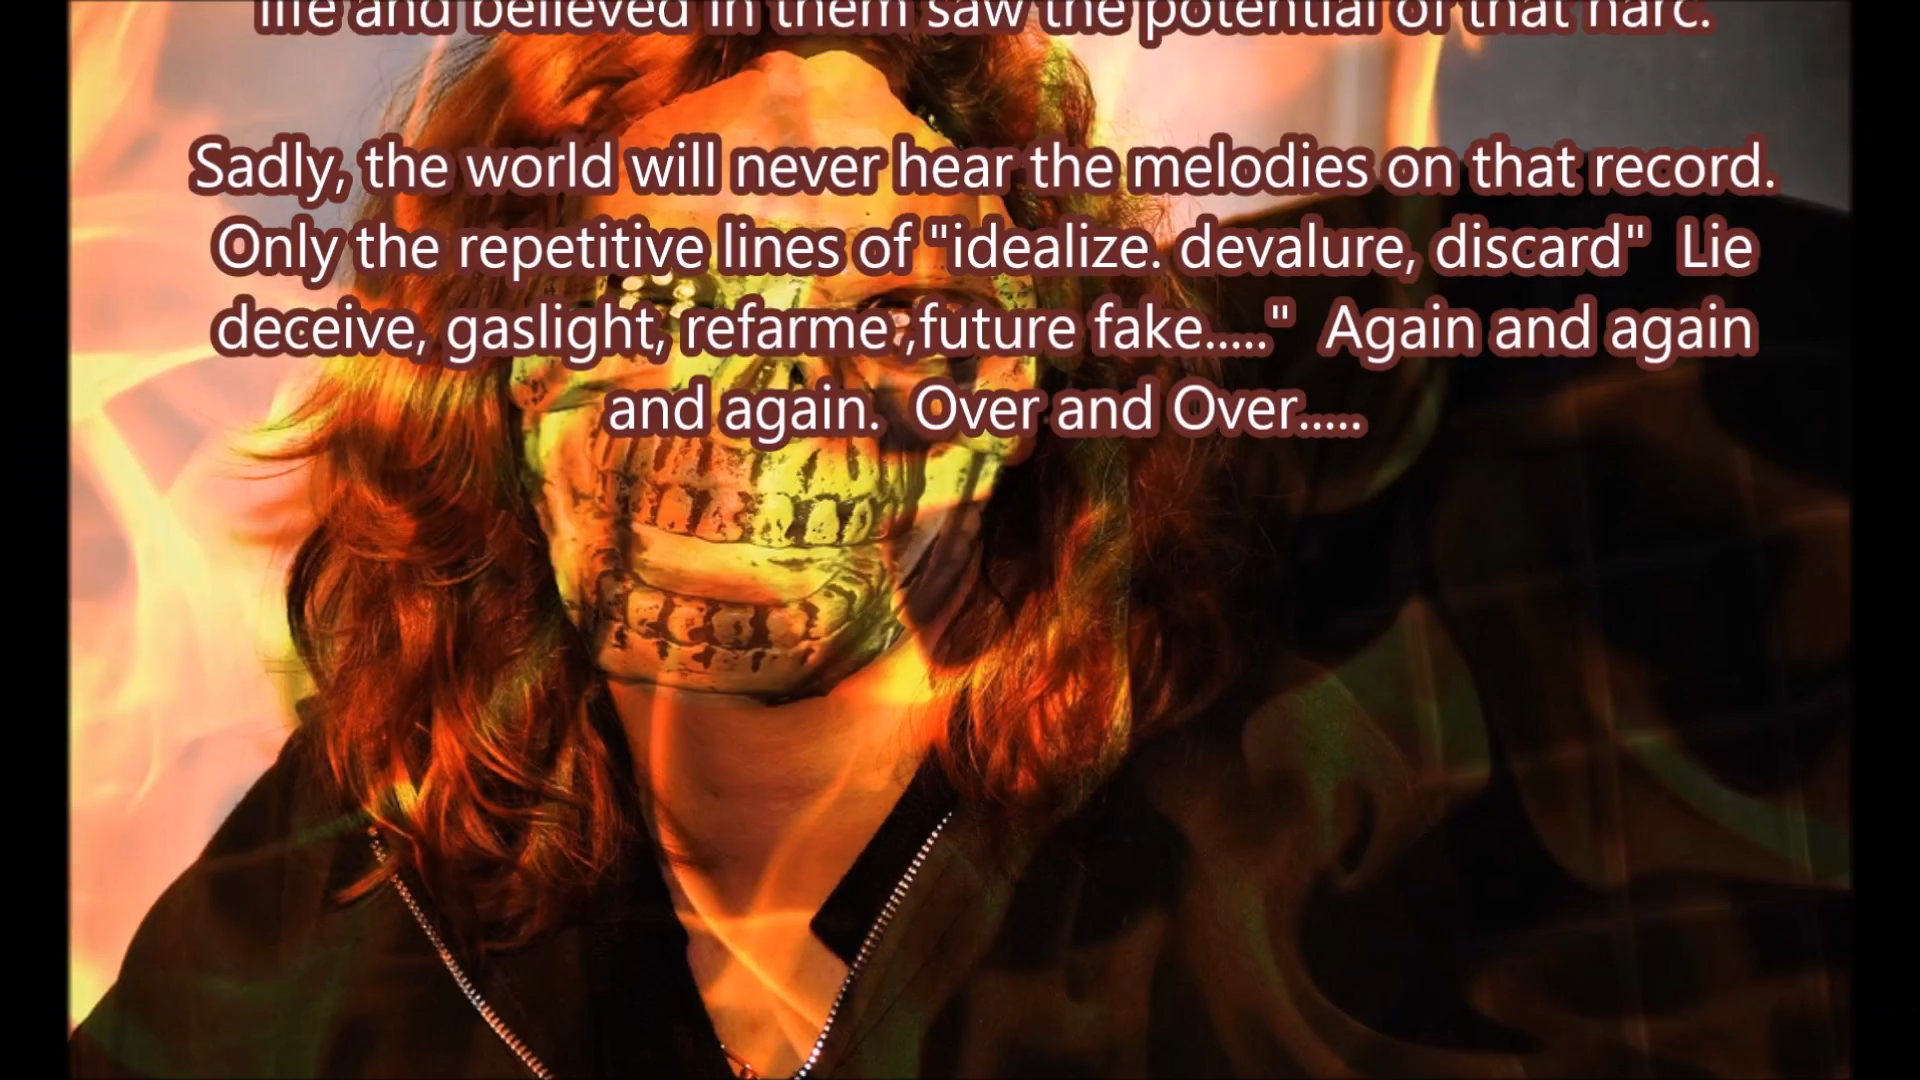 life and believed in them saw the potential of that narc.
Sadly, the world will never hear the melodies on that record.
Only the repetitive lines of "idealize. devalure, discard"  Lie
deceive, gaslight, refarme ,future fake....."  Again and again
and again.  Over and Over.....